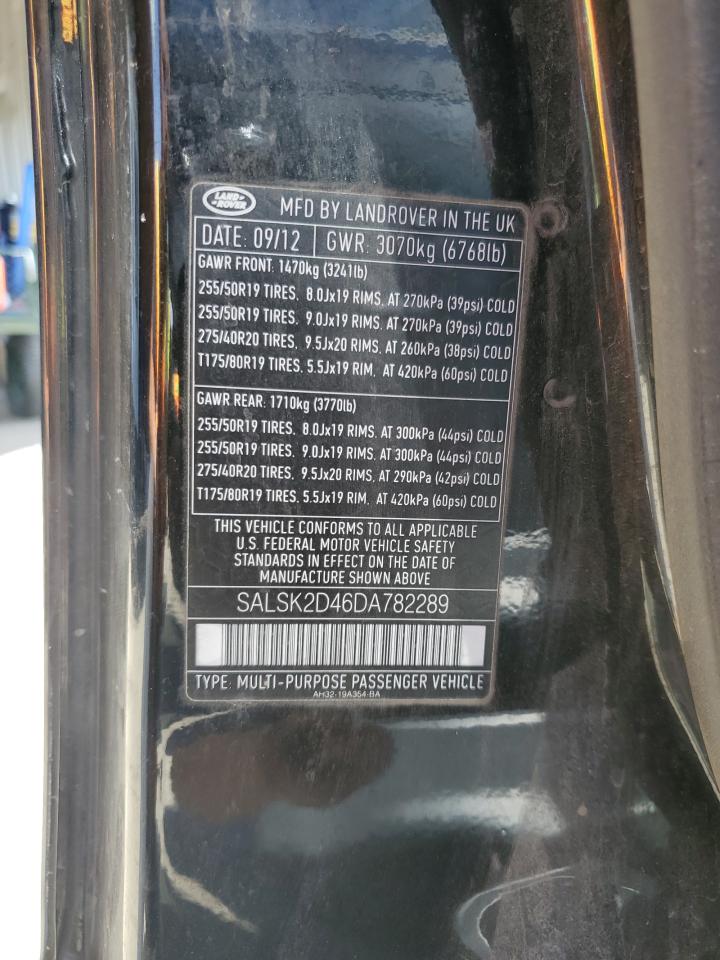 LAND ROVER
MFD BY LANDROVER IN THE UK
DATE: 09/12 GWR: 3070kg (6768lb)
GAWR FRONT: 1470kg (3241lb)
255/50R19 TIRES, 8.0Jx19 RIMS, AT 270kPa (39psi) COLD
255/50R19 TIRES, 9.0Jx19 RIMS, AT 270kPa (39psi) COLD
275/40R20 TIRES, 9.5Jx20 RIMS, AT 260kPa (38psi) COLD
T175/80R19 TIRES, 5.5Jx19 RIM, AT 420kPa (60psi) COLD
GAWR REAR: 1710kg (3770lb)
255/50R19 TIRES, 8.0Jx19 RIMS, AT 300kPa (44psi) COLD
255/50R19 TIRES, 9.0Jx19 RIMS, AT 300kPa (44psi) COLD
275/40R20 TIRES, 9.5Jx20 RIMS, AT 290kPa (42psi) COLD
T175/80R19 TIRES, 5.5Jx19 RIM, AT 420kPa (60psi) COLD
THIS VEHICLE CONFORMS TO ALL APPLICABLE
U.S. FEDERAL MOTOR VEHICLE SAFETY
STANDARDS IN EFFECT ON THE DATE OF
MANUFACTURE SHOWN ABOVE
SALSK2D46DA782289
TYPE: MULTI-PURPOSE PASSENGER VEHICLE
AH32-19A354-BA